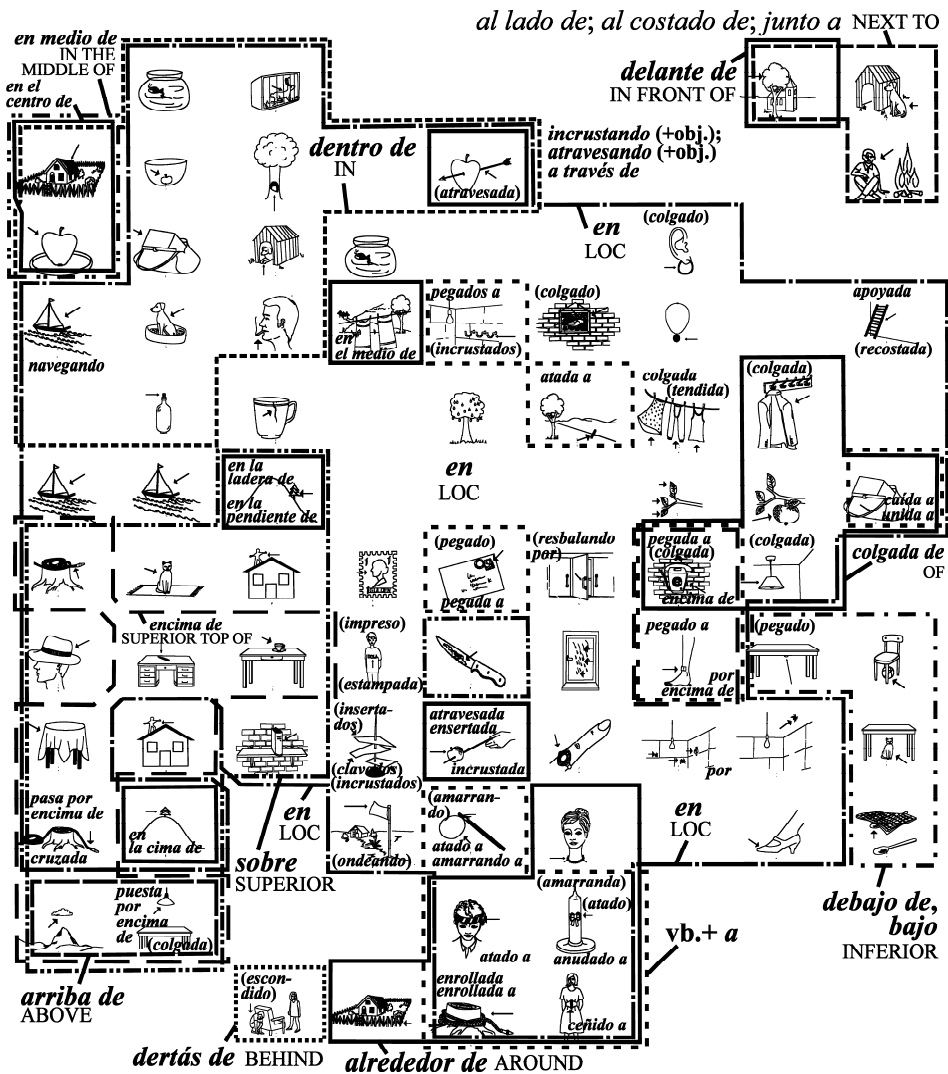 al lado de; al costado de; junto a NEXT TO
en medio de
IN THE
MIDDLE OF
en el
centro de
delante de
IN FRONT OF
dentro de
IN
(atravesada)
incrustando (+obj.);
atravesando (+obj.)
a través de
en
LOC
(colgado)
navegando
en
el medio de
pegados a
(incrustados)
(colgado)
apoyada
(recostada)
atada a
colgada
(tendida)
(colgada)
en la
ladera de
en la
pendiente de
en
LOC
caída a
unida a
(pegado)
pegada a
(resbalando
por)
pegada a
(colgada)
encima de
(colgada)
colgada de
OF
encima de
SUPERIOR TOP OF
(impreso)
(estampada)
pegado a
por
encima de
(pegado)
(inserta-
dos)
(clavados)
(incrustados)
atravesada
ensertada
incrustada
por
pasa por
encima de
cruzada
en
la cima de
en
LOC
sobre
SUPERIOR
(ondeando)
(amarran-
do)
atado a
amarrando a
en
LOC
puesta
por
encima
de
(colgada)
arriba de
ABOVE
atado a
(amarranda)
(atado)
anudado a
vb.+ a
debajo de,
bajo
INFERIOR
(escon-
dido)
enrollada
enrollada a
ceñido a
dertás de BEHIND
alrededor de AROUND